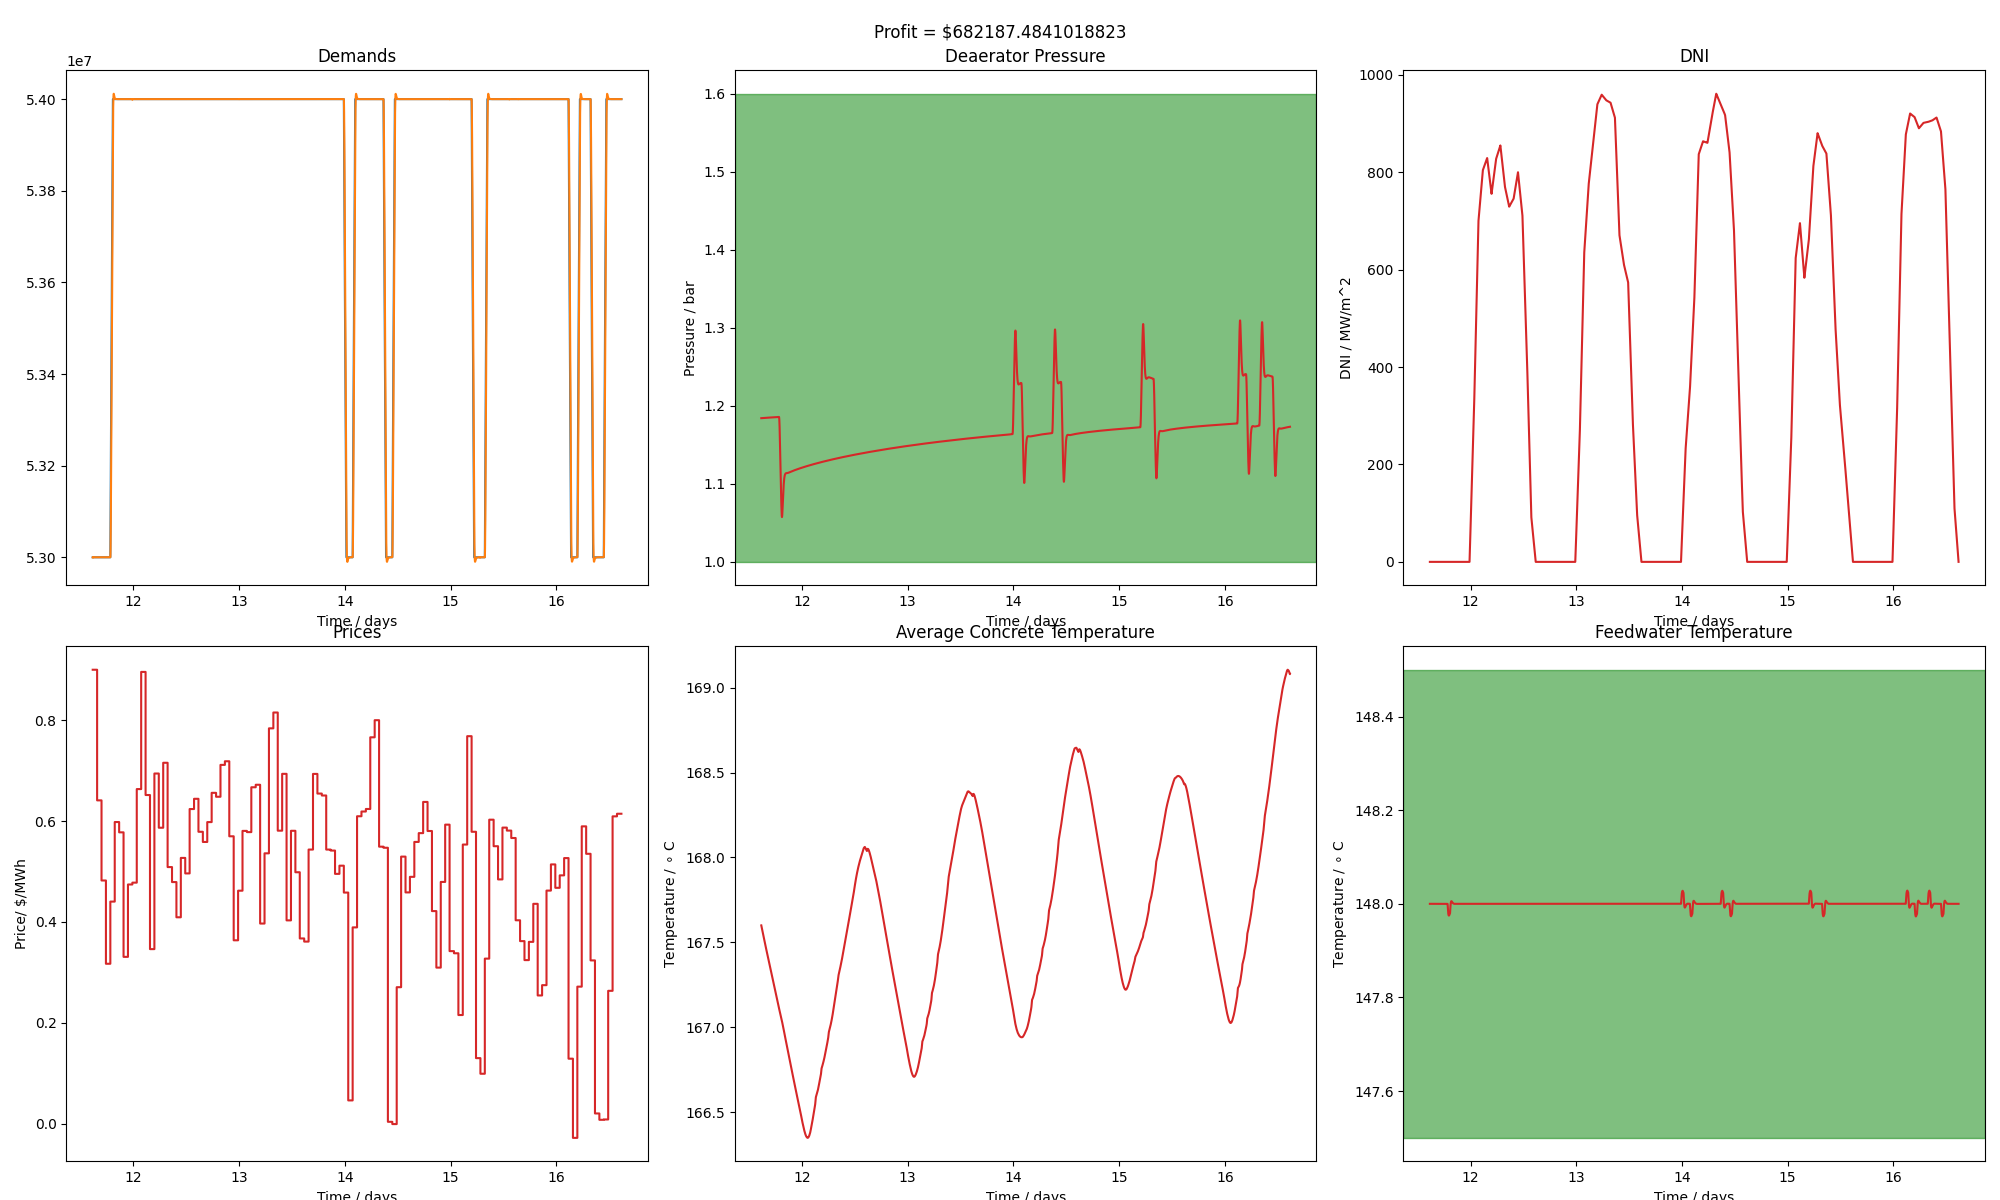 Profit = $682187.4841018823
Demands
1e7
5.40
5.38
5.36
5.34
5.32
5.30
12 13 14 15 16
Time / days
Deaerator Pressure
Pressure / bar
1.6
1.5
1.4
1.3
1.2
1.1
1.0
12 13 14 15 16
Time / days
DNI
DNI / MW/m^2
1000
800
600
400
200
0
12 13 14 15 16
Time / days
Prices
Price/ $/MWh
0.8
0.6
0.4
0.2
0.0
12 13 14 15 16
Time / days
Average Concrete Temperature
Temperature / ∘ C
169.0
168.5
168.0
167.5
167.0
166.5
12 13 14 15 16
Time / days
Feedwater Temperature
Temperature / ∘ C
148.4
148.2
148.0
147.8
147.6
12 13 14 15 16
Time / days